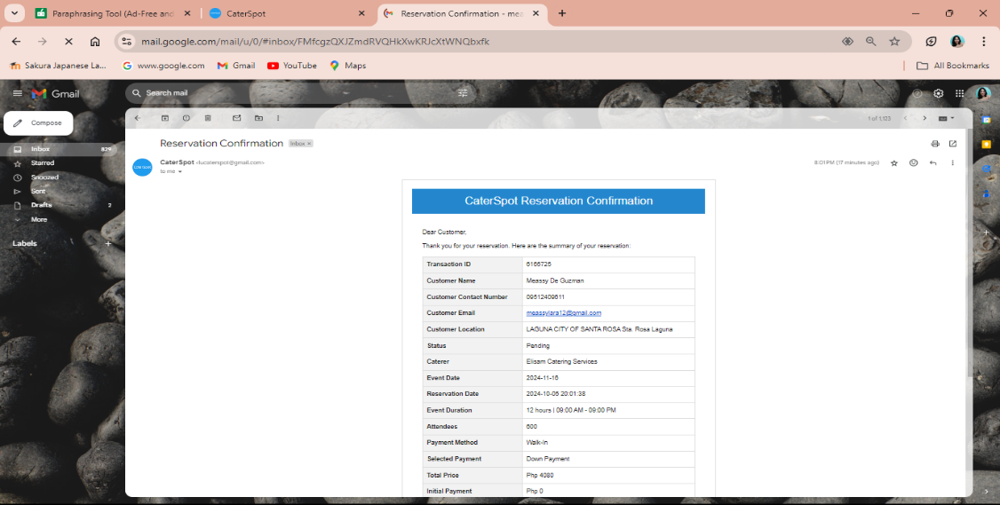 Paraphrasing Tool (Ad-Free and
CaterSpot
Reservation Confirmation - mea
mail.google.com/mail/u/0/#inbox/FMfcgzQXJZmdRVQHkXwKRJcXtWNQbxfk
Sakura Japanese La...
www.google.com
Gmail
YouTube
Maps
All Bookmarks
Gmail
Search mail
Compose
1 of 1,123
Inbox 829
Starred
Snoozed
Sent
Drafts 2
More
Labels
Reservation Confirmation Inbox ×
CaterSpot <lucaterspot@gmail.com>
to me
8:01 PM (17 minutes ago)
CaterSpot Reservation Confirmation
Dear Customer,
Thank you for your reservation. Here are the summary of your reservation:
Transaction ID 6166726
Customer Name Meassy De Guzman
Customer Contact Number 09512409611
Customer Email meassylara12@gmail.com
Customer Location LAGUNA CITY OF SANTA ROSA Sta. Rosa Laguna
Status Pending
Caterer Elisam Catering Services
Event Date 2024-11-16
Reservation Date 2024-10-05 20:01:38
Event Duration 12 hours | 09:00 AM - 09:00 PM
Attendees 600
Payment Method Walk-in
Selected Payment Down Payment
Total Price Php 4080
Initial Payment Php 0